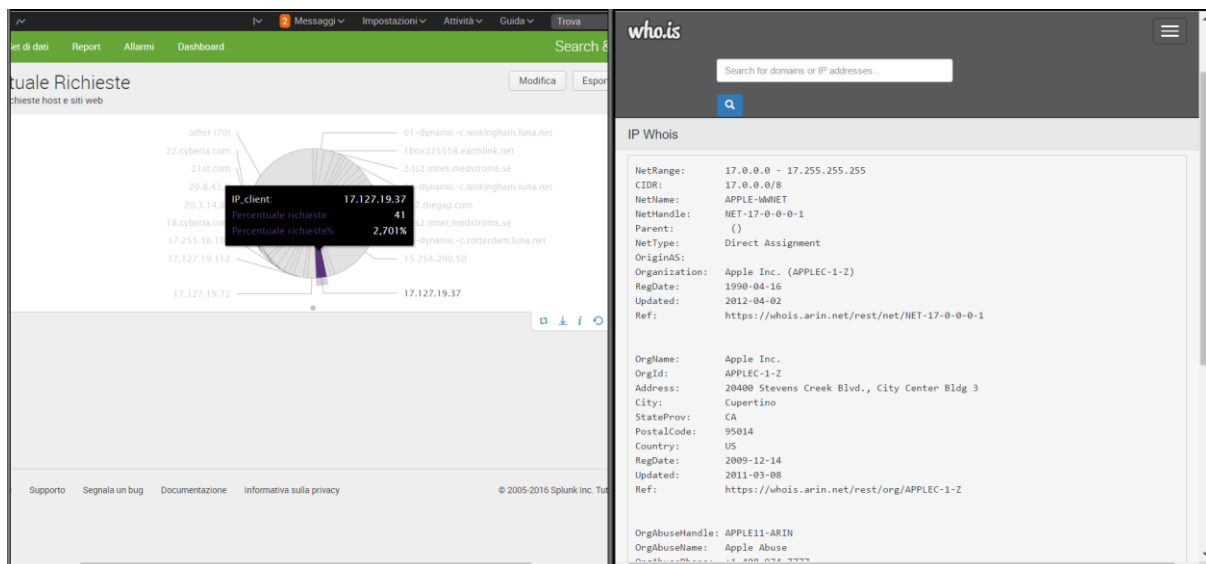 2 Messaggi Impostazioni Attività Guida Trova
Set di dati Report Allarmi Dashboard Search &
tuale Richieste
Modifica Espor
chieste host e siti web
other (70)
22.cyberia.com
21st.com
20.8.43.
20.3.14.8
18.cyberia.co
17.255.38.10
17.127.19.112
17.127.19.72
01-dynamic-c.wokingham.luna.net
1box225558.earthlink.net
2.ts2.mnet.medstroms.se
-dynamic-c.wokingham.luna.net
7.thegap.com
s2.mnet.medstroms.se
-dynamic-c.rotterdam.luna.net
15.254.200.50
17.127.19.37
IP_client: 17.127.19.37
Percentuale richieste: 41
Percentuale richieste%: 2,701%
Supporto Segnala un bug Documentazione Informativa sulla privacy © 2005-2016 Splunk Inc. Tut
who.is
Search for domains or IP addresses...
IP Whois
NetRange: 17.0.0.0 - 17.255.255.255
CIDR: 17.0.0.0/8
NetName: APPLE-WWNET
NetHandle: NET-17-0-0-0-1
Parent: ()
NetType: Direct Assignment
OriginAS:
Organization: Apple Inc. (APPLEC-1-Z)
RegDate: 1990-04-16
Updated: 2012-04-02
Ref: https://whois.arin.net/rest/net/NET-17-0-0-0-1
OrgName: Apple Inc.
OrgId: APPLEC-1-Z
Address: 20400 Stevens Creek Blvd., City Center Bldg 3
City: Cupertino
StateProv: CA
PostalCode: 95014
Country: US
RegDate: 2009-12-14
Updated: 2011-03-08
Ref: https://whois.arin.net/rest/org/APPLEC-1-Z
OrgAbuseHandle: APPLE11-ARIN
OrgAbuseName: Apple Abuse